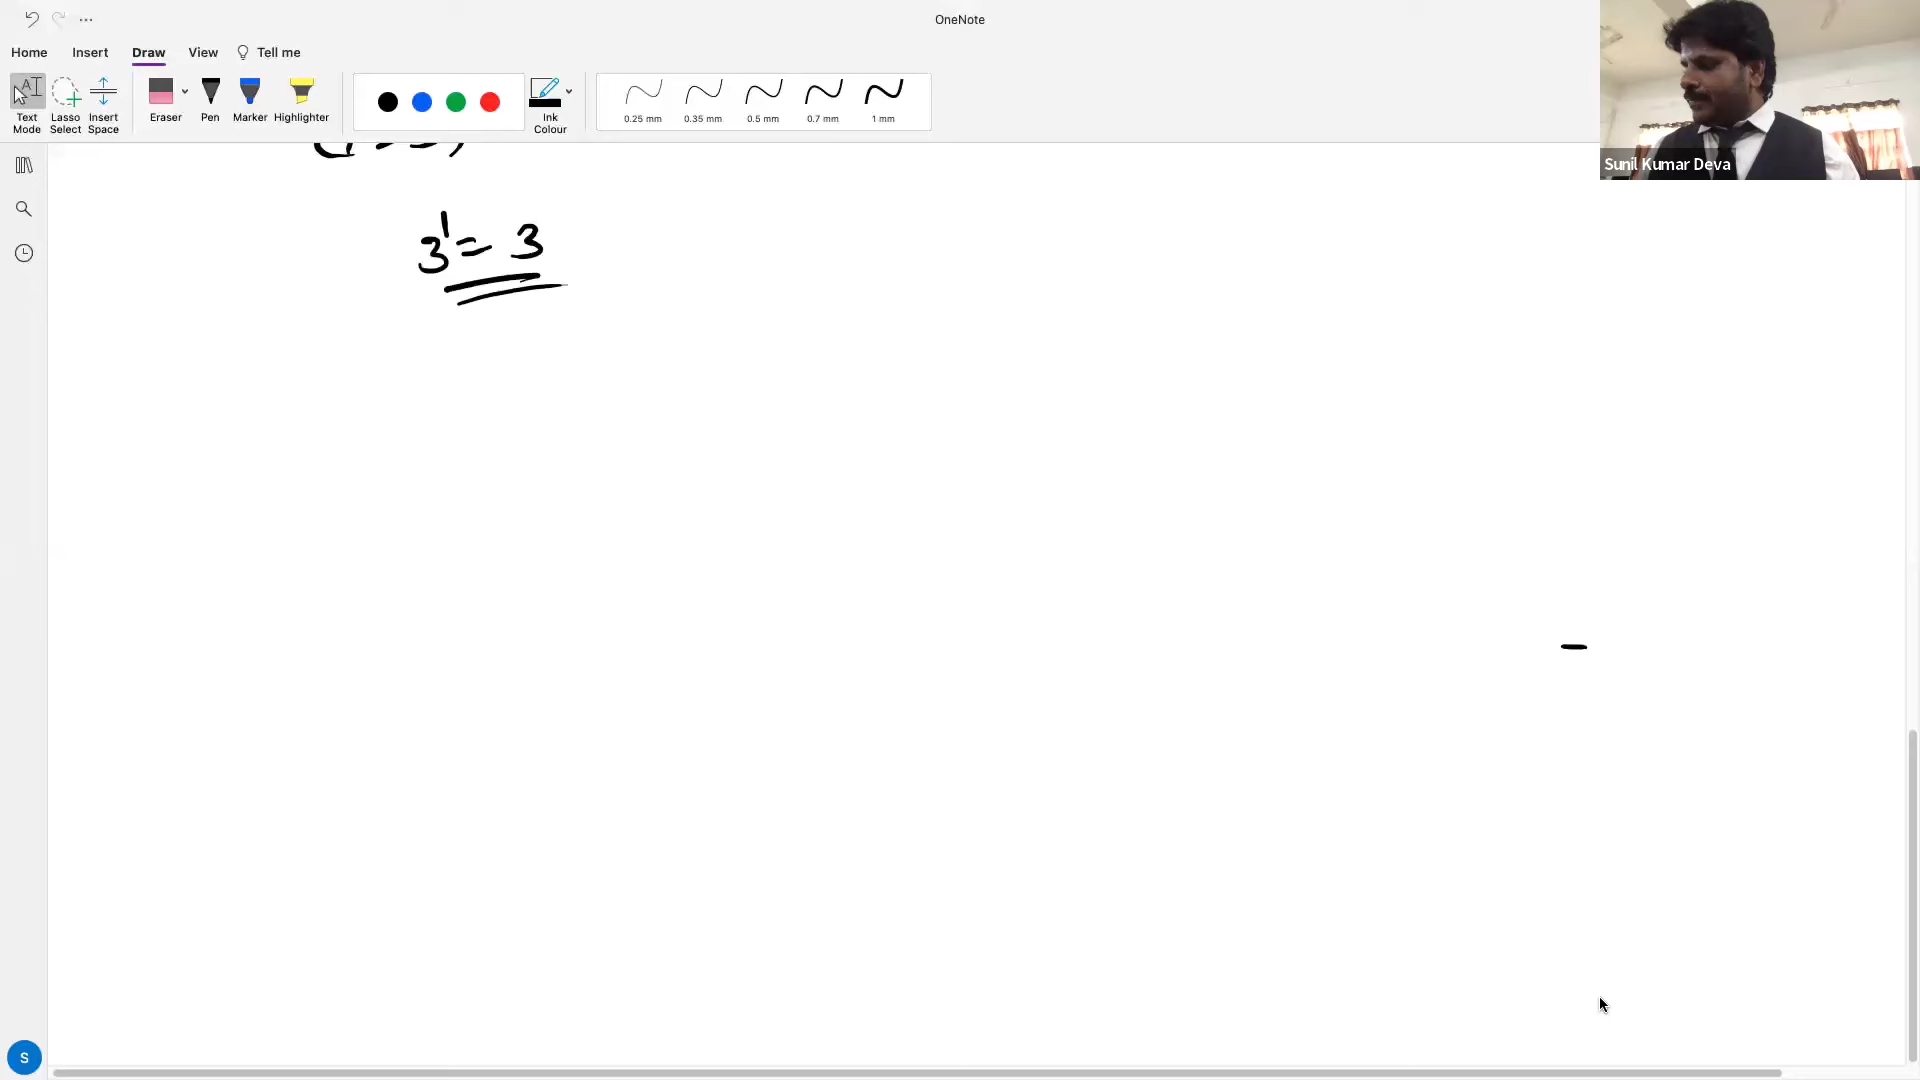 OneNote
Home Insert Draw View Tell me
Text Mode
Lasso Select
Insert Space
Eraser
Pen
Marker
Highlighter
Ink Colour
0.25 mm
0.35 mm
0.5 mm
0.7 mm
1 mm
Sunil Kumar Deva
3¹ = 3
S